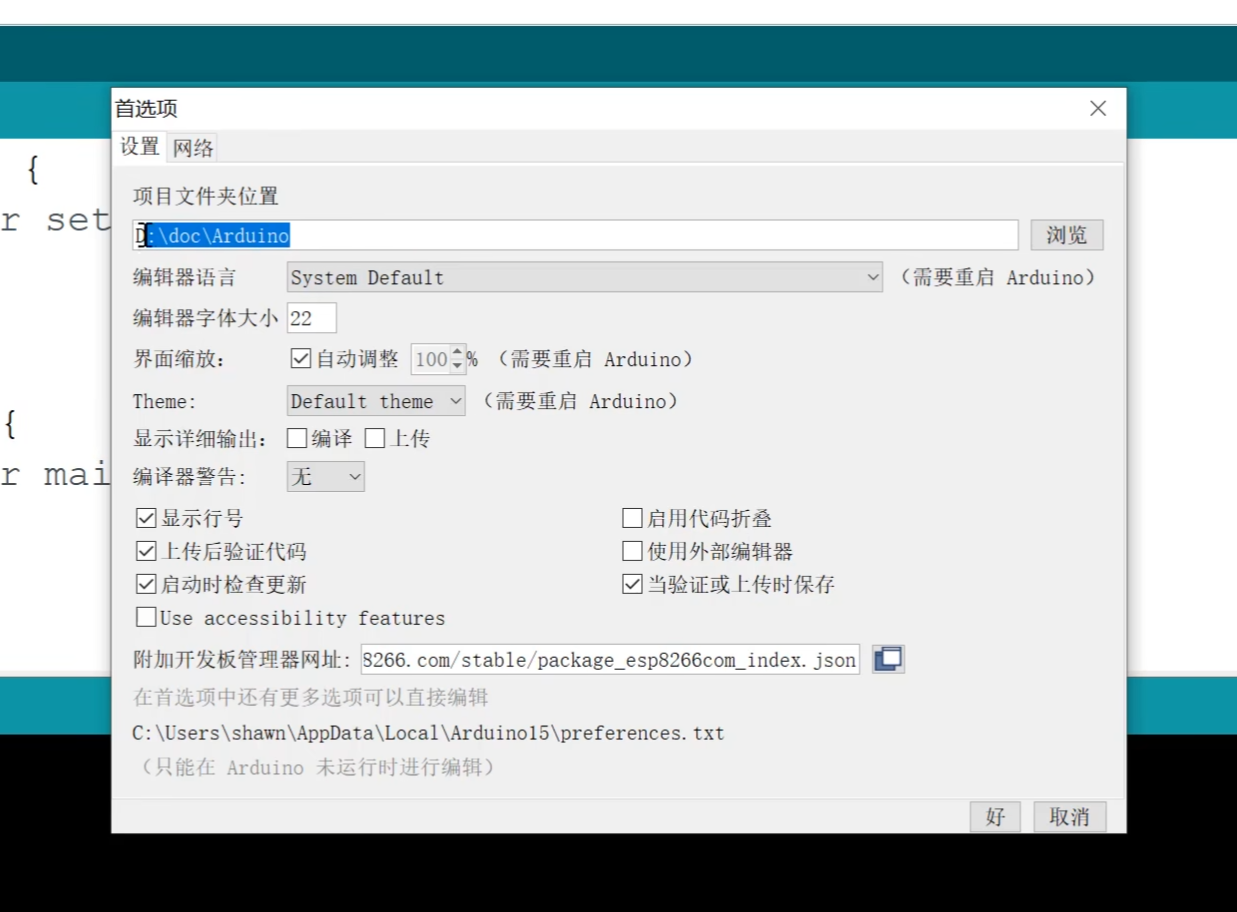 首选项
设置 网络
{
r set
项目文件夹位置
D:\doc\Arduino 浏览
编辑器语言 System Default （需要重启 Arduino）
编辑器字体大小 22
界面缩放： 自动调整 100 % （需要重启 Arduino）
{
Theme: Default theme （需要重启 Arduino）
显示详细输出： 编译 上传
r mai
编译器警告： 无
显示行号 启用代码折叠
上传后验证代码 使用外部编辑器
启动时检查更新 当验证或上传时保存
Use accessibility features
附加开发板管理器网址： 8266.com/stable/package_esp8266com_index.json
在首选项中还有更多选项可以直接编辑
C:\Users\shawn\AppData\Local\Arduino15\preferences.txt
（只能在 Arduino 未运行时进行编辑）
好 取消